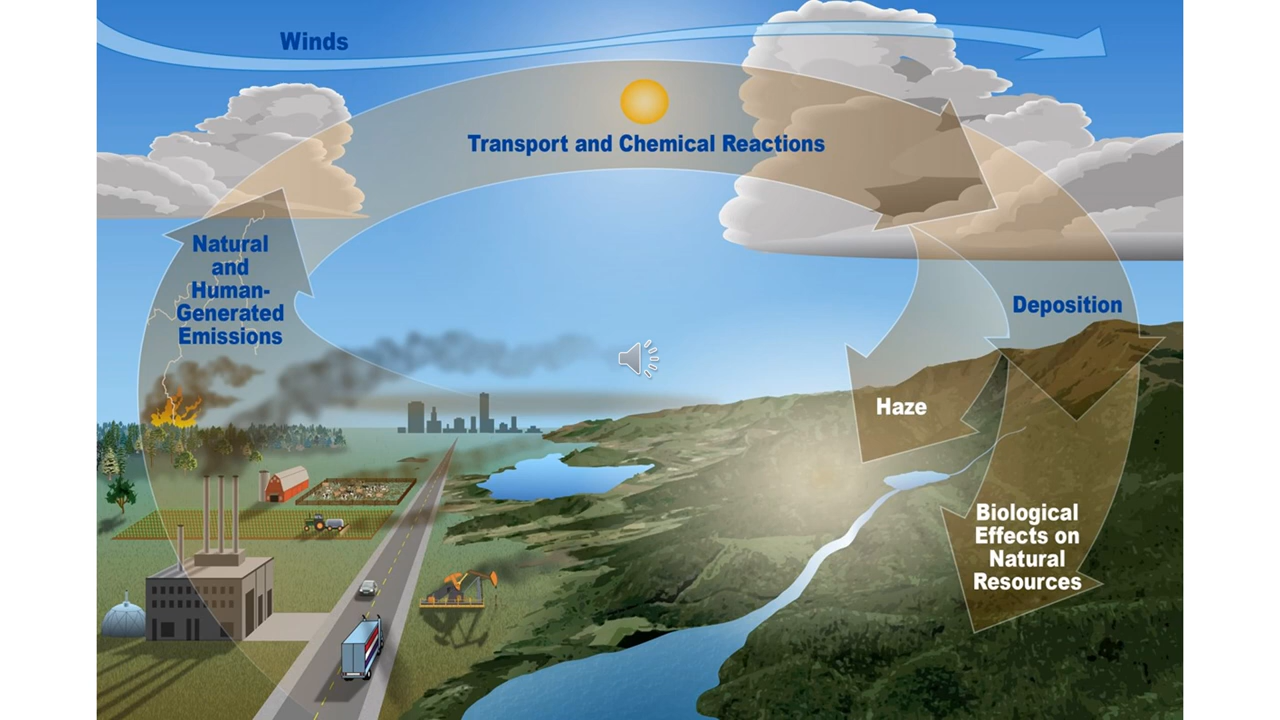 Winds
Transport and Chemical Reactions
Natural
and
Human-
Generated
Emissions
Deposition
Haze
Biological
Effects on
Natural
Resources